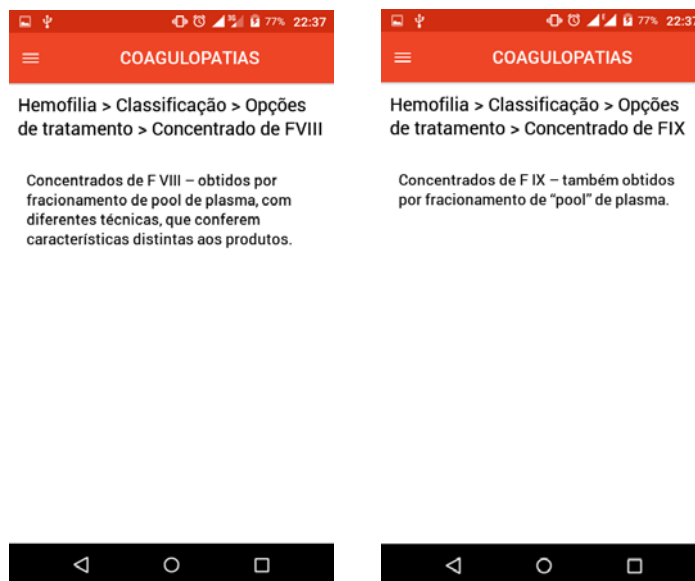 77% 22:37
COAGULOPATIAS
Hemofilia > Classificação > Opções
de tratamento > Concentrado de FVIII
Concentrados de F VIII – obtidos por
fracionamento de pool de plasma, com
diferentes técnicas, que conferem
características distintas aos produtos.
77% 22:37
COAGULOPATIAS
Hemofilia > Classificação > Opções
de tratamento > Concentrado de FIX
Concentrados de F IX – também obtidos
por fracionamento de “pool” de plasma.